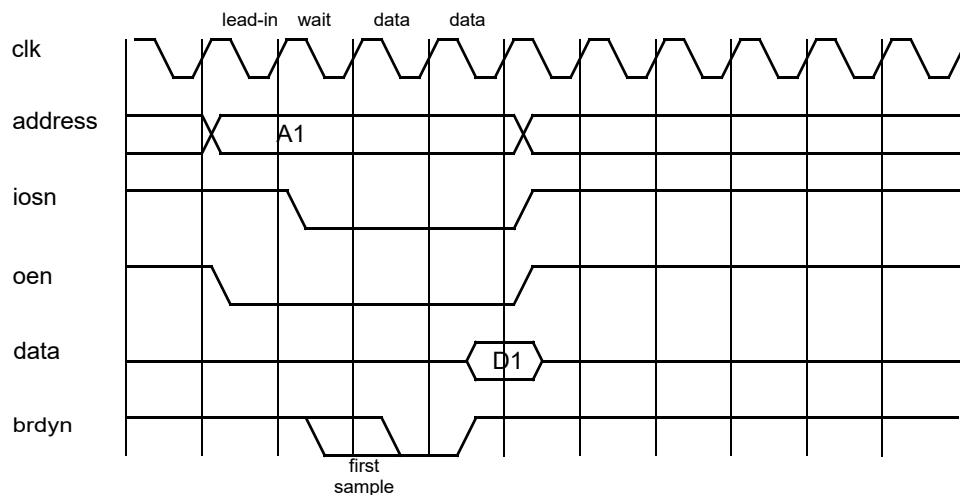 lead-in wait data data
clk
address
A1
iosn
oen
data
D1
brdyn
first
sample